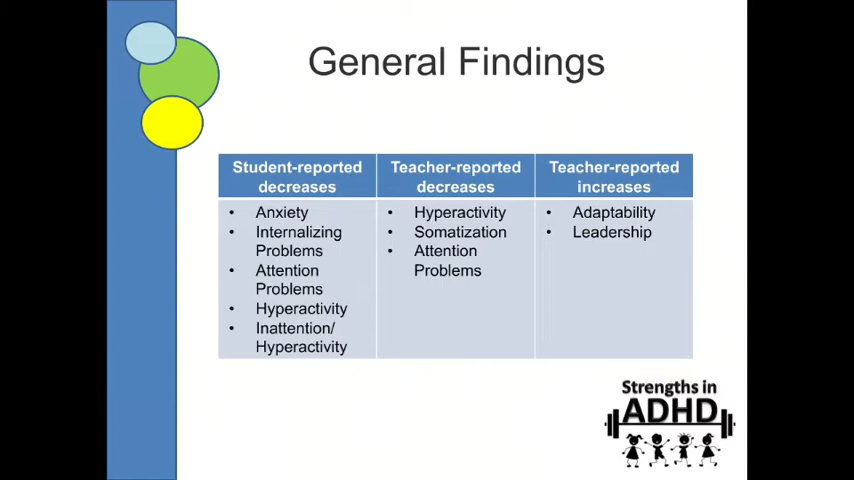 General Findings
Student-reported decreases
Teacher-reported decreases
Teacher-reported increases
• Anxiety
• Internalizing Problems
• Attention Problems
• Hyperactivity
• Inattention/ Hyperactivity
• Hyperactivity
• Somatization
• Attention Problems
• Adaptability
• Leadership
Strengths in
ADHD